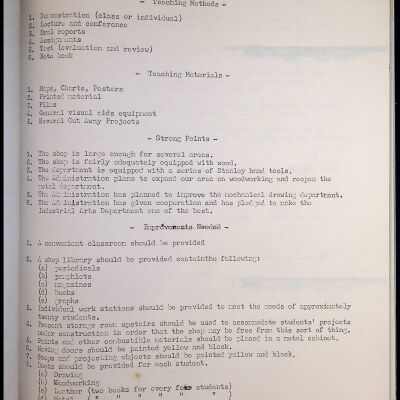 - Teaching Methods -
1. Demonstration (class or individual)
2. Lecture and conference
3. Oral reports
4. Assignments
5. Test (evaluation and review)
6. Note book
- Teaching Materials -
1. Maps, Charts, Posters
2. Printed material
3. Films
4. General visual aids equipment
5. Several Cut Away Projects
- Strong Points -
1. The shop is large enough for several areas.
2. The shop is fairly adequately equipped with wood.
3. The department is equipped with a series of Stanley hand tools.
4. The Administration plans to expand our area on woodworking and reopen the
metal department.
5. The Administration has planned to improve the mechanical drawing department.
6. The Administration has given cooperation and has pledged to make the
Industrial Arts Department one of the best.
- Improvements Needed -
1. A convenient classroom should be provided
2. A shop library should be provided containthe following:
(a) periodicals
(b) pamphlets
(c) magazines
(d) books
(e) graphs
3. Individual work stations should be provided to meet the needs of approximately
twenty students.
4. Present storage room upstairs should be used to accomodate students' projects
under construction in order that the shop may be free from this sort of thing.
5. Paints and other combustible materials should be placed in a metal cabinet.
6. Moving doors should be painted yellow and black.
7. Steps and projecting objects should be painted yellow and black.
8. Books should be provided for each student.
(a) Drawing
(b) Woodworking
(c) Leather (two books for every four students)
(d) Metal " " " " " "